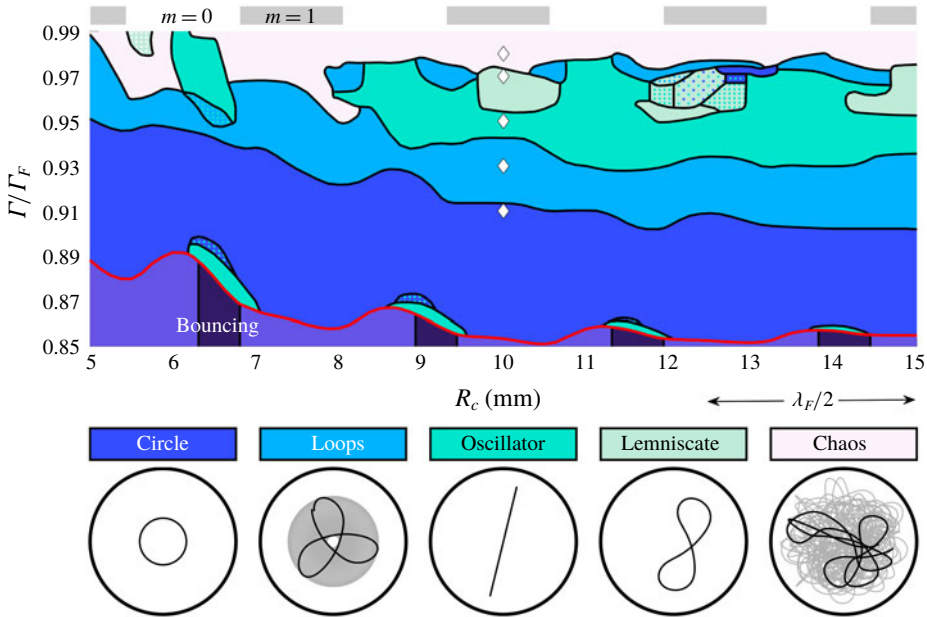 m = 0 m = 1
0.99
0.97
0.95
0.93
0.91
0.89
0.87
0.85
Γ/Γ_F
Bouncing
5 6 7 8 9 10 11 12 13 14 15
R_c (mm)
λ_F/2
Circle Loops Oscillator Lemniscate Chaos